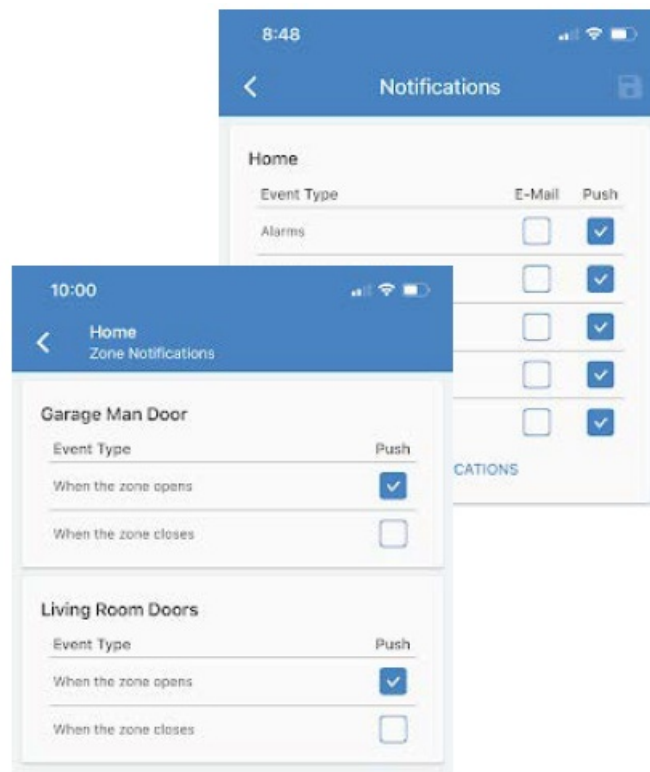 8:48
Notifications
Home
Event Type E-Mail Push
Alarms
CATIONS
10:00
Home
Zone Notifications
Garage Man Door
Event Type Push
When the zone opens
When the zone closes
Living Room Doors
Event Type Push
When the zone opens
When the zone closes